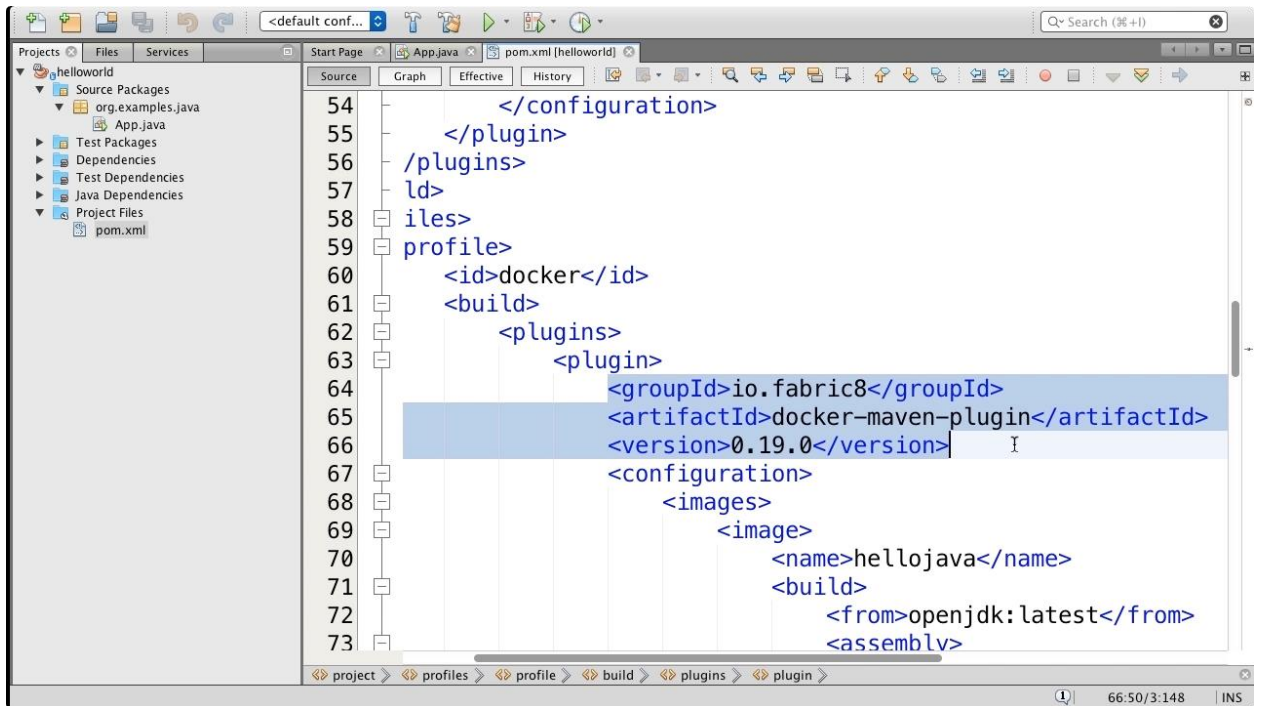 <default conf...
Search (⌘+I)
Projects Files Services
Start Page App.java pom.xml [helloworld]
helloworld
Source Packages
org.examples.java
App.java
Test Packages
Dependencies
Test Dependencies
Java Dependencies
Project Files
pom.xml
Source Graph Effective History
54 </configuration>
55 </plugin>
56 /plugins>
57 ld>
58 iles>
59 profile>
60 <id>docker</id>
61 <build>
62 <plugins>
63 <plugin>
64 <groupId>io.fabric8</groupId>
65 <artifactId>docker-maven-plugin</artifactId>
66 <version>0.19.0</version>
67 <configuration>
68 <images>
69 <image>
70 <name>hellojava</name>
71 <build>
72 <from>openjdk:latest</from>
73 <assembly>
project profiles profile build plugins plugin
1 66:50/3:148 INS